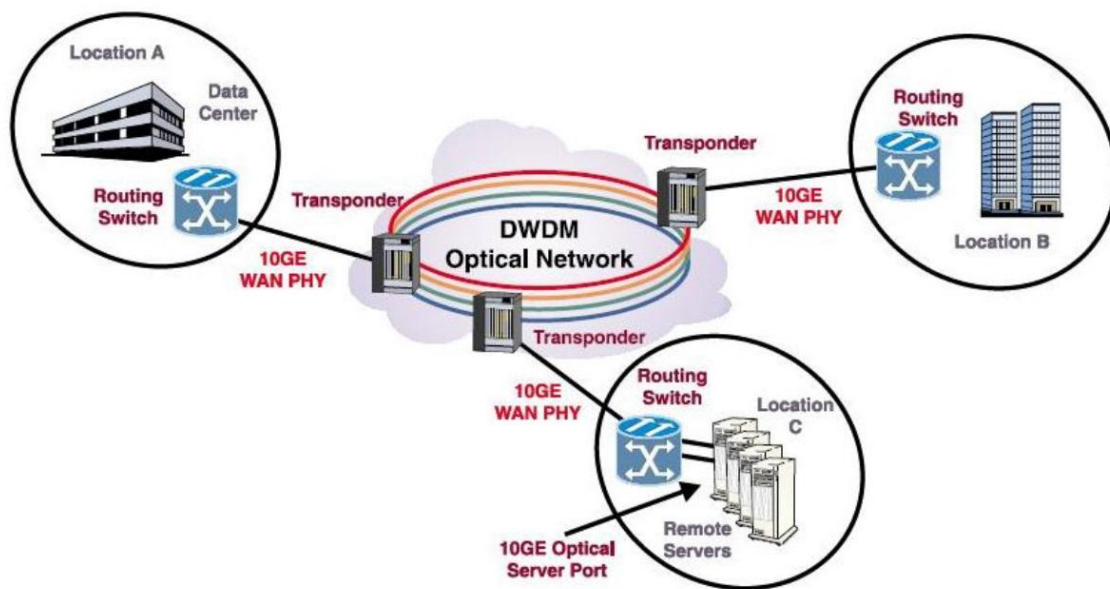 Location A
Data
Center
Routing
Switch
10GE
WAN PHY
Transponder
DWDM
Optical Network
Transponder
10GE
WAN PHY
Routing
Switch
Location B
Transponder
10GE
WAN PHY
Routing
Switch
Location
C
Remote
Servers
10GE Optical
Server Port